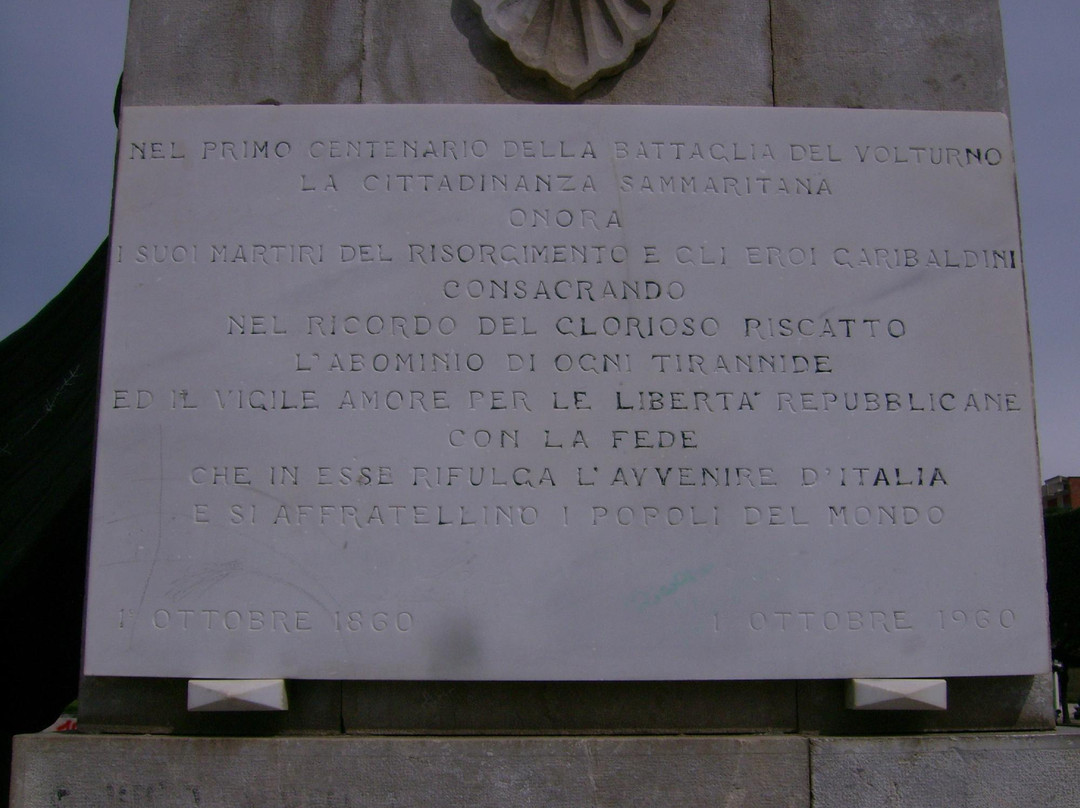 NEL PRIMO CENTENARIO DELLA BATTAGLIA DEL VOLTURNO
LA CITTADINANZA SAMMARITANA
ONORA
I SUOI MARTIRI DEL RISORGIMENTO E GLI EROI GARIBALDINI
CONSACRANDO
NEL RICORDO DEL GLORIOSO RISCATTO
L'ABOMINIO DI OGNI TIRANNIDE
ED IL VIGILE AMORE PER LE LIBERTA' REPUBBLICANE
CON LA FEDE
CHE IN ESSE RIFULGA L'AVVENIRE D'ITALIA
E SI AFFRATELLINO I POPOLI DEL MONDO
1° OTTOBRE 1860 1 OTTOBRE 1960